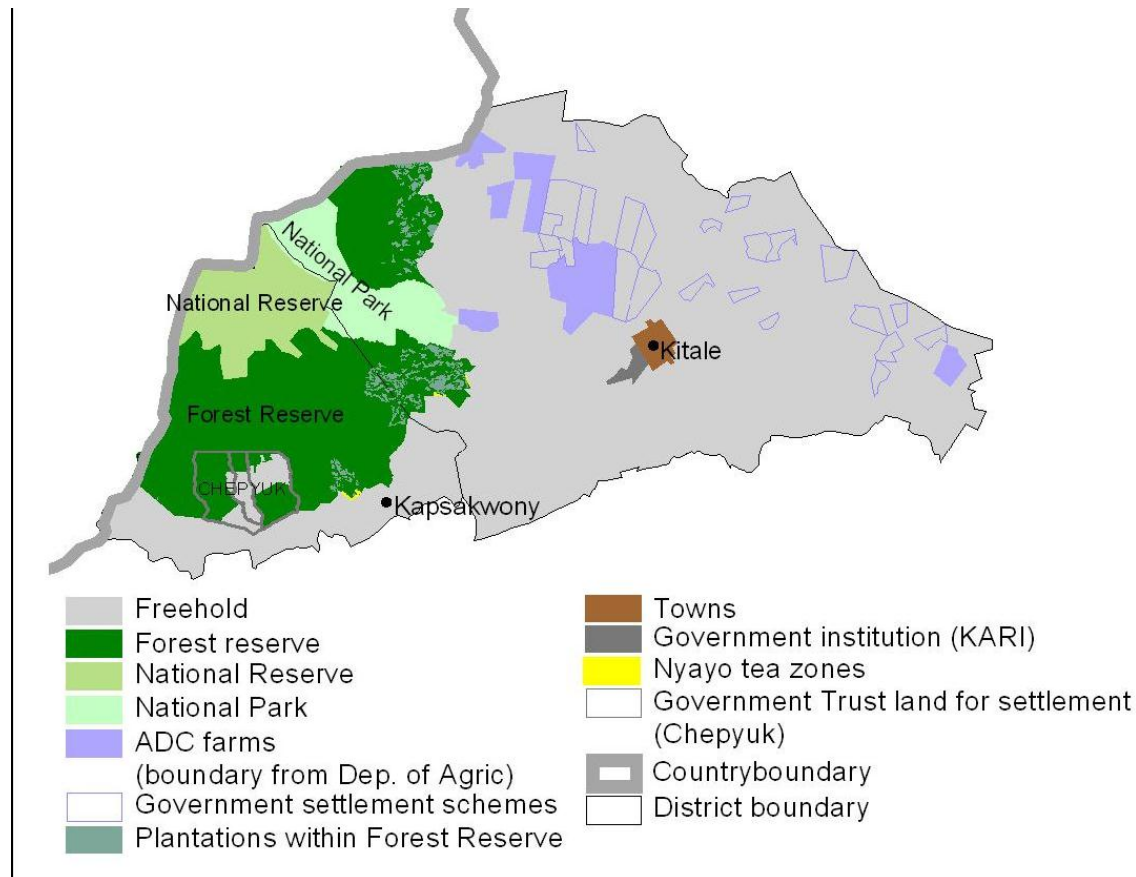 National Park
National Reserve
Kitale
Forest Reserve
CHEPYUK
Kapsakwony
Freehold
Forest reserve
National Reserve
National Park
ADC farms
(boundary from Dep. of Agric)
Government settlement schemes
Plantations within Forest Reserve
Towns
Government institution (KARI)
Nyayo tea zones
Government Trust land for settlement
(Chepyuk)
Countryboundary
District boundary